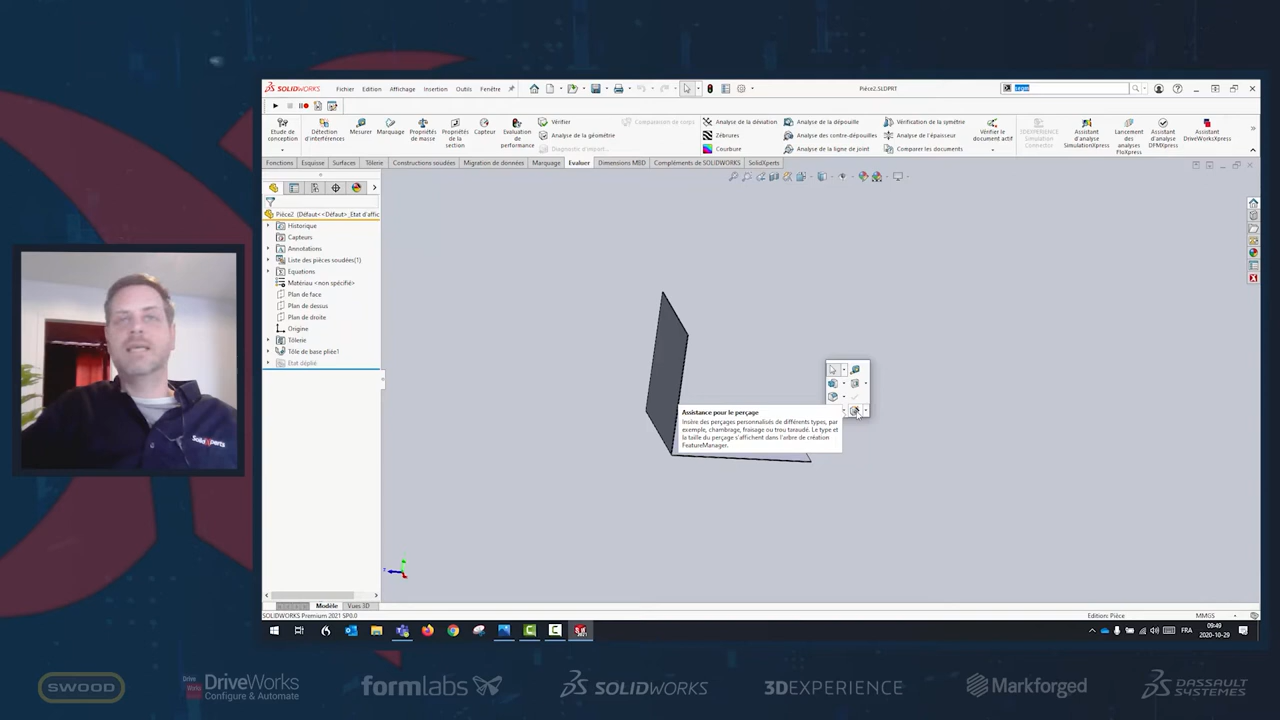 SOLIDWORKS
Fichier
Edition
Affichage
Insertion
Outils
Fenêtre
Pièce2.SLDPRT
Etude de conception
Détection d'interférences
Mesurer
Marquage
Propriétés de masse
Propriétés de la section
Capteur
Evaluation de performance
Vérifier
Analyse de la géométrie
Diagnostic d'import...
Comparaison de corps
Analyse de la déviation
Zébrures
Courbure
Analyse de la dépouille
Analyse des contre-dépouilles
Analyse de la ligne de joint
Vérification de la symétrie
Analyse de l'épaisseur
Comparer les documents
Vérifier le document actif
3DEXPERIENCE Simulation Connector
Assistant d'analyse SimulationXpress
Lancement des analyses FloXpress
Assistant d'analyse DFMXpress
Assistant DriveWorksXpress
Fonctions
Esquisse
Surfaces
Tôlerie
Constructions soudées
Migration de données
Marquage
Evaluer
Dimensions MBD
Compléments de SOLIDWORKS
SolidXperts
Pièce2 (Défaut<<Défaut>_Etat d'affic
Historique
Capteurs
Annotations
Liste des pièces soudées(1)
Equations
Matériau <non spécifié>
Plan de face
Plan de dessus
Plan de droite
Origine
Tôlerie
Tôle de base pliée1
Etat déplié
Assistance pour le perçage
Insère des perçages personnalisés de différents types, par
exemple, chambrage, fraisage ou trou taraudé. Le type et
la taille du perçage s'affichent dans l'arbre de création
FeatureManager.
SolidXperts
Modèle
Vues 3D
SOLIDWORKS Premium 2021 SP0.0
Edition: Pièce
MMGS
FRA
09:49
2020-10-29
SWOOD
DriveWorks
Configure & Automate
formlabs
SOLIDWORKS
3DEXPERIENCE
Markforged
DASSAULT SYSTEMES